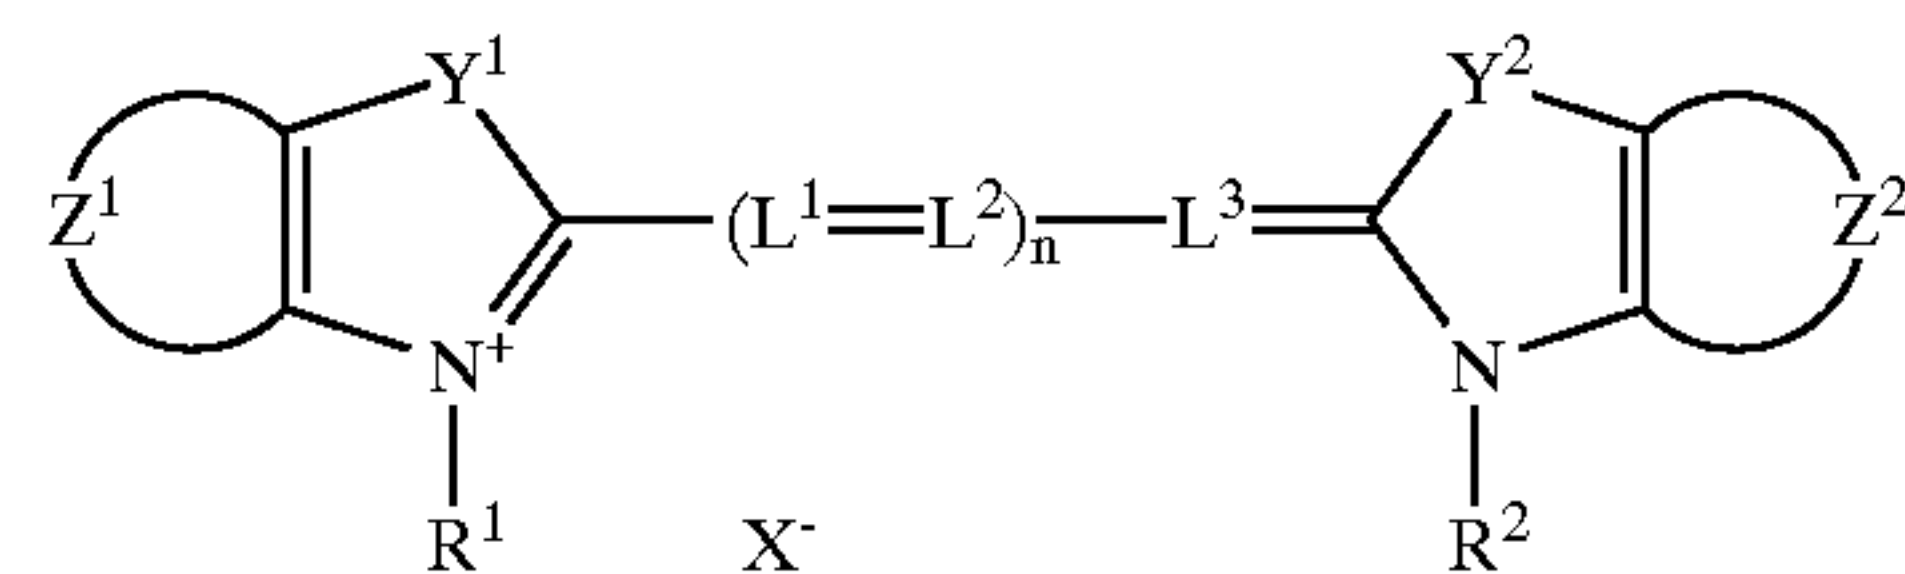 Y¹ Y²
Z¹ (L¹=L²)ₙ—L³ Z²
N⁺ N
R¹ X⁻ R²